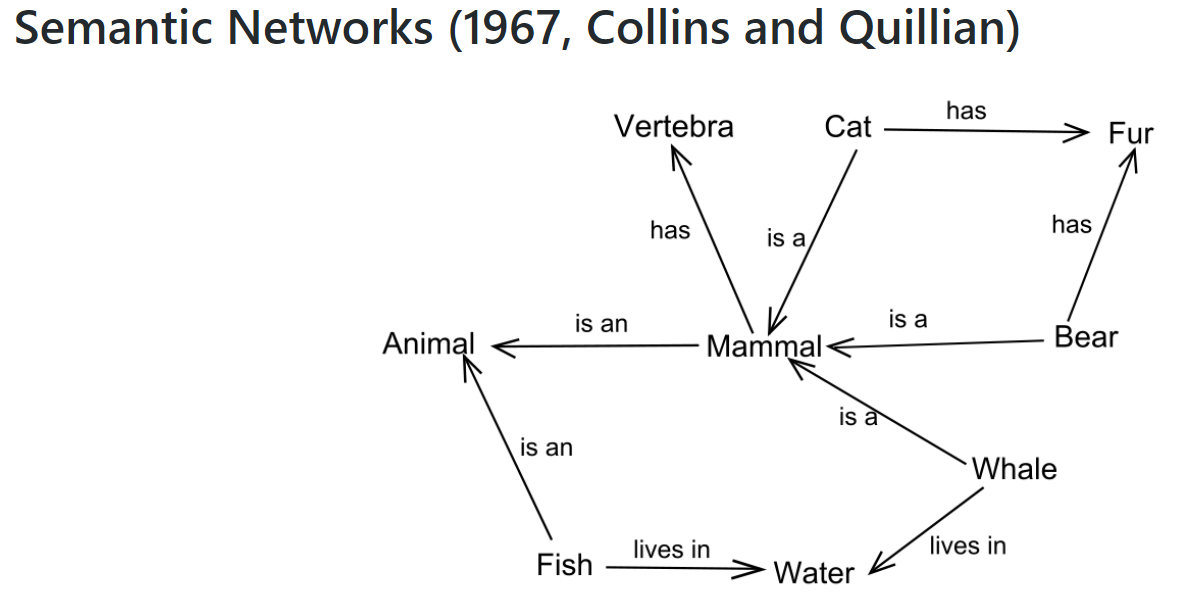 Semantic Networks (1967, Collins and Quillian)
has
Vertebra
Cat
Fur
has
is a
has
is an
is a
Animal
Mammal
Bear
is a
is an
Whale
lives in
lives in
Fish
Water